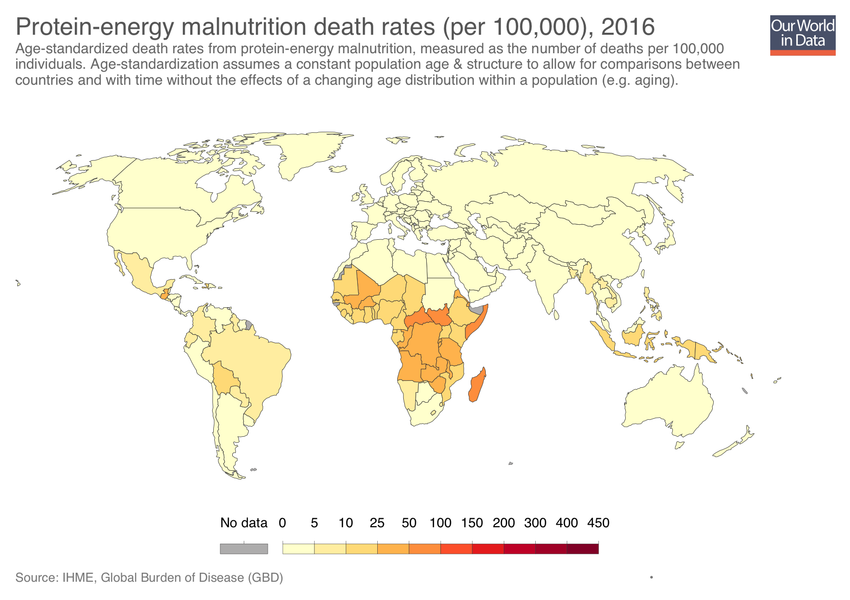 Protein-energy malnutrition death rates (per 100,000), 2016
Our World
in Data
Age-standardized death rates from protein-energy malnutrition, measured as the number of deaths per 100,000
individuals. Age-standardization assumes a constant population age & structure to allow for comparisons between
countries and with time without the effects of a changing age distribution within a population (e.g. aging).
No data 0 5 10 25 50 100 150 200 300 400 450
Source: IHME, Global Burden of Disease (GBD)